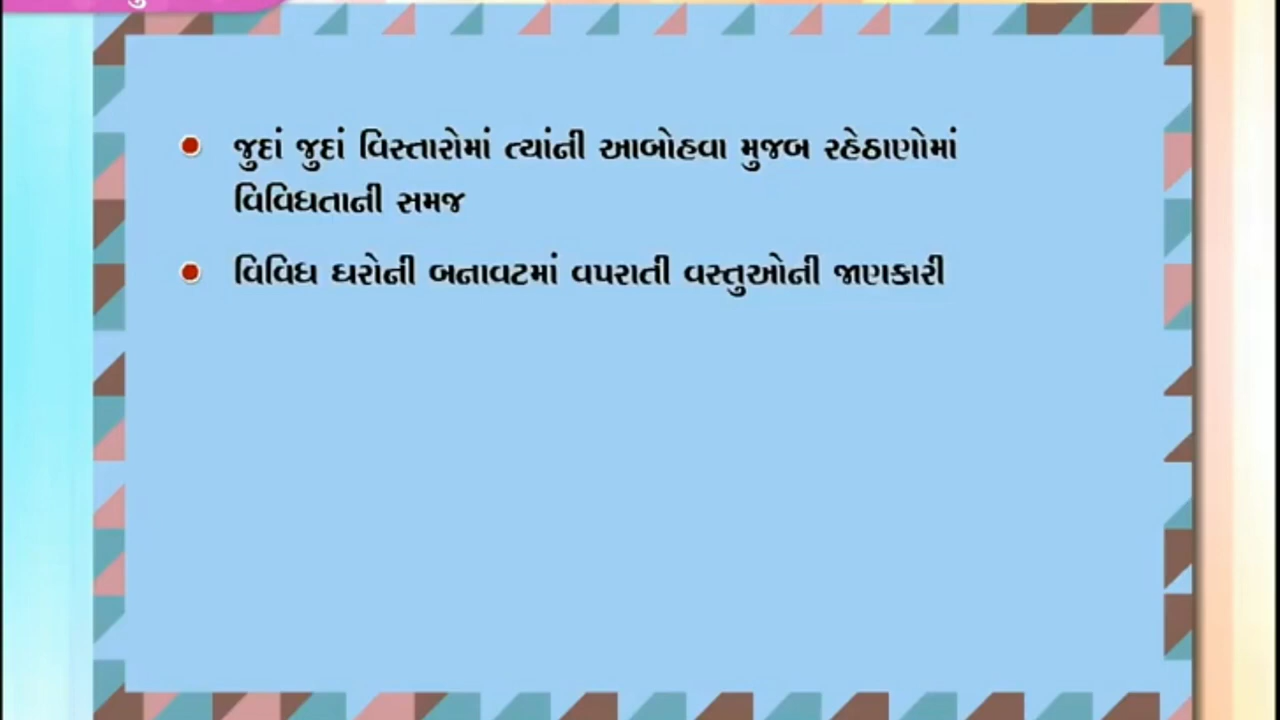 જુદાં જુદાં વિસ્તારોમાં ત્યાંની આબોહવા મુજબ રહેઠાણોમાં
વિવિધતાની સમજ
વિવિધ ઘરોની બનાવટમાં વપરાતી વસ્તુઓની જાણકારી